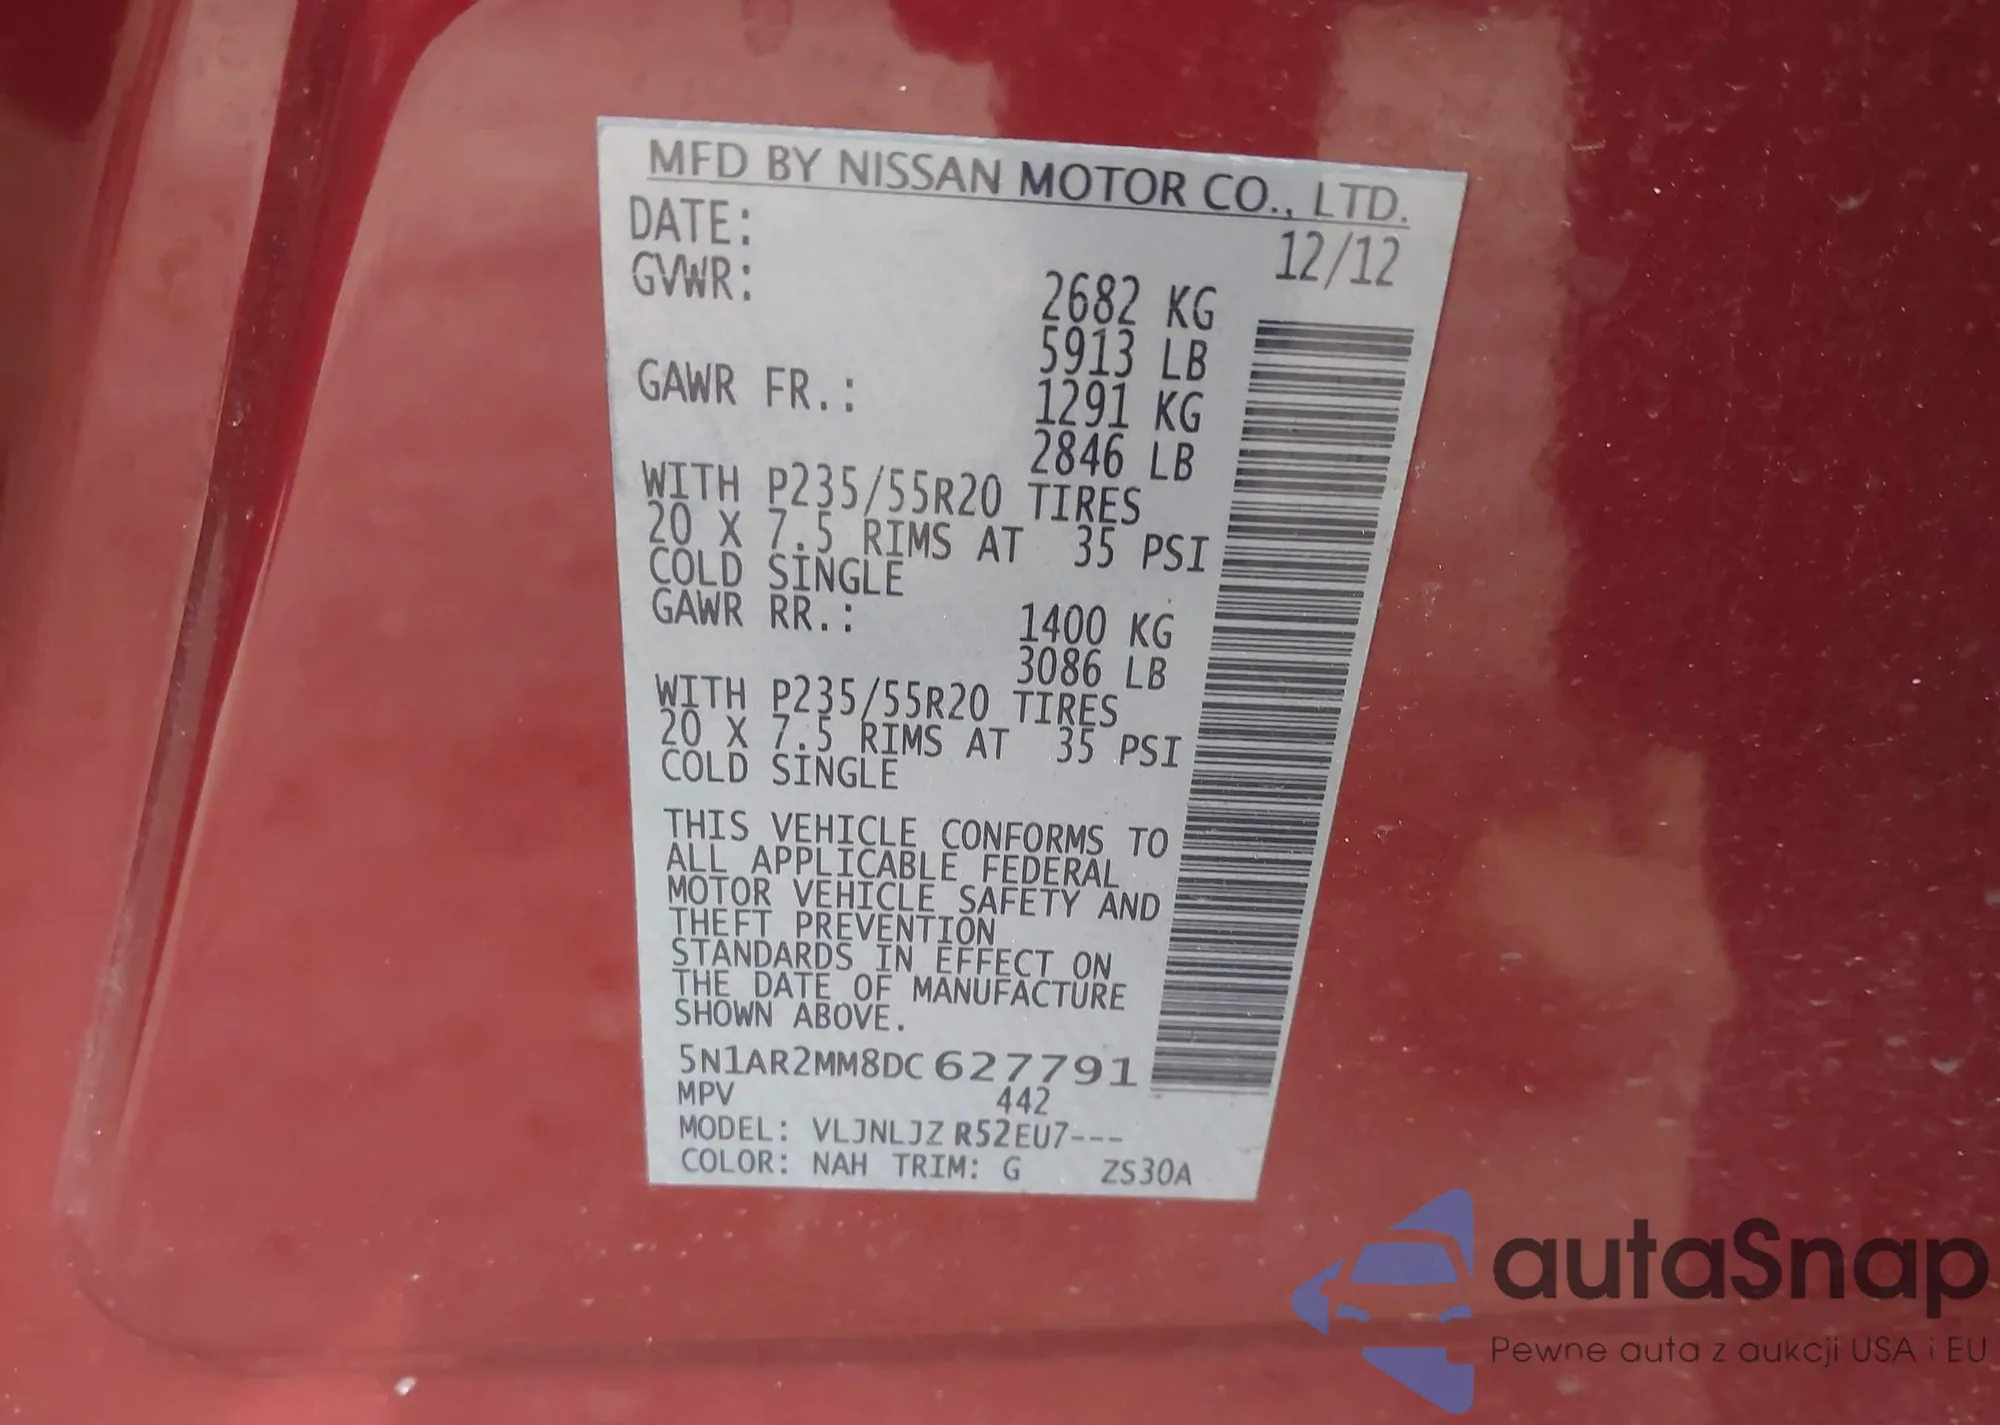 MFD BY NISSAN MOTOR CO., LTD.
DATE: 12/12
GVWR: 2682 KG
5913 LB
GAWR FR.: 1291 KG
2846 LB
WITH P235/55R20 TIRES
20 X 7.5 RIMS AT 35 PSI
COLD SINGLE
GAWR RR.: 1400 KG
3086 LB
WITH P235/55R20 TIRES
20 X 7.5 RIMS AT 35 PSI
COLD SINGLE
THIS VEHICLE CONFORMS TO
ALL APPLICABLE FEDERAL
MOTOR VEHICLE SAFETY AND
THEFT PREVENTION
STANDARDS IN EFFECT ON
THE DATE OF MANUFACTURE
SHOWN ABOVE.
5N1AR2MM8DC627791
MPV 442
MODEL: VLJNLJZ R52EU7---
COLOR: NAH TRIM: G ZS30A
autaSnap
Pewne auta z aukcji USA i EU